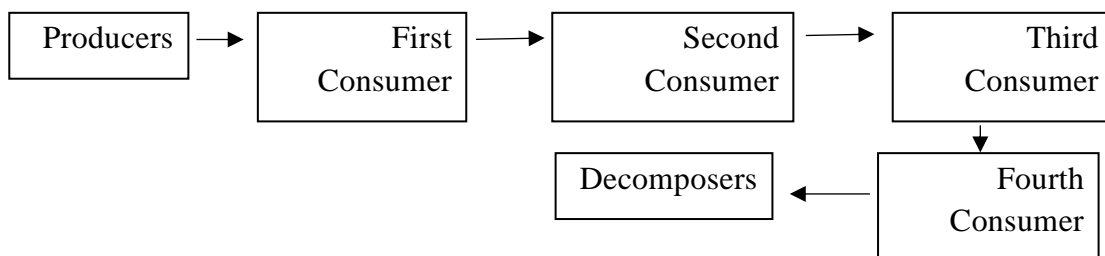 Producers
First
Consumer
Second
Consumer
Third
Consumer
Decomposers
Fourth
Consumer